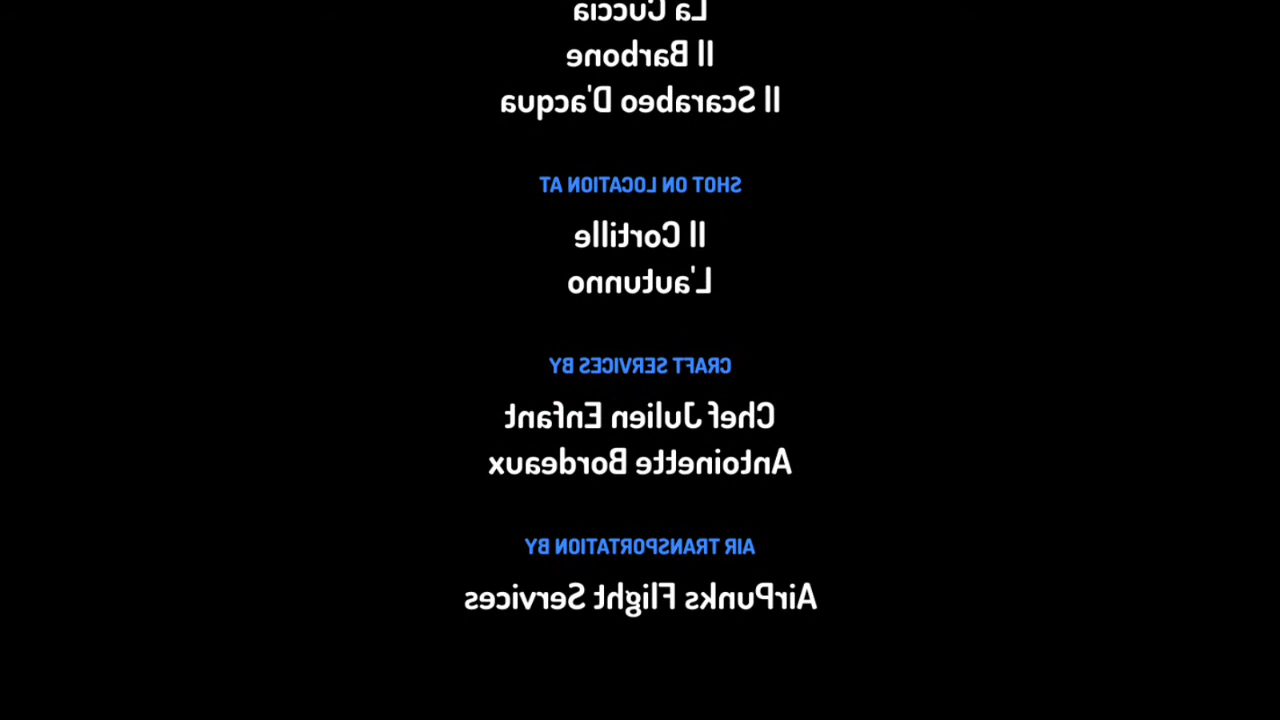 La Cuccia
Il Barbone
Il Scarabeo D'acqua
SHOT ON LOCATION AT
Il Cortille
L'autunno
CRAFT SERVICES BY
Chef Julien Enfant
Antoinette Bordeaux
AIR TRANSPORTATION BY
AirPunks Flight Services